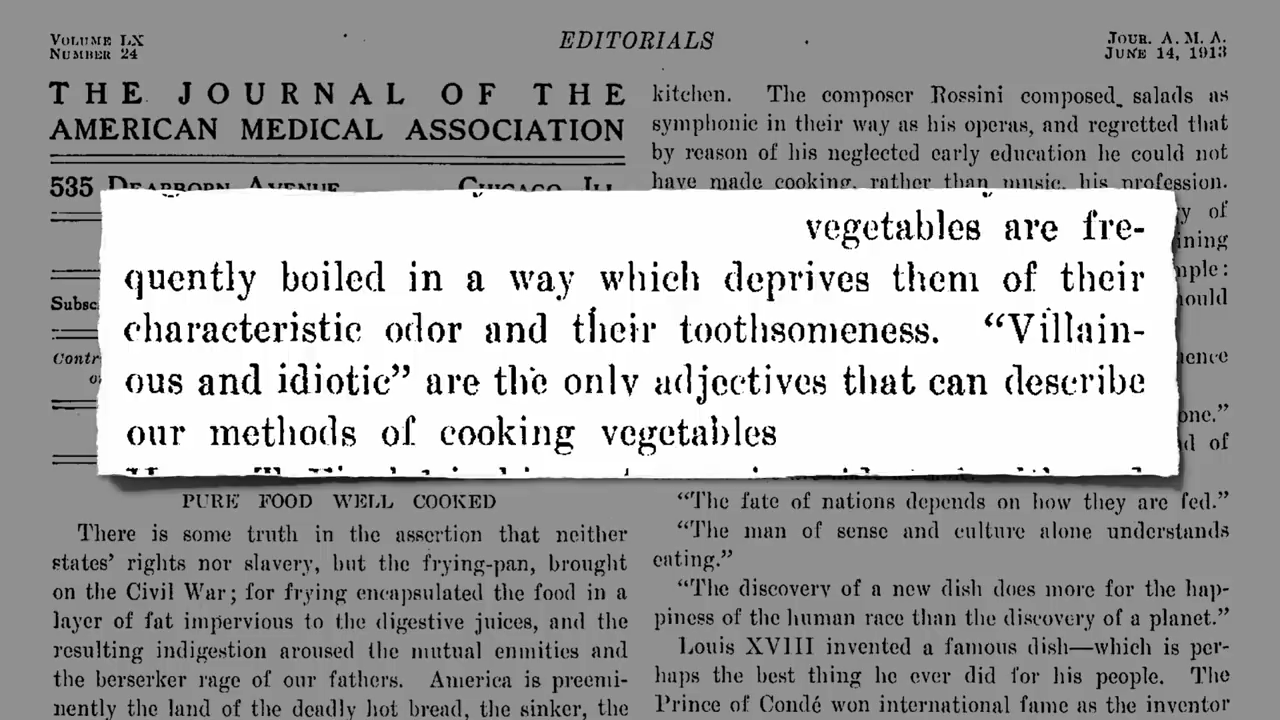 VOLUME LX
NUMBER 24
EDITORIALS
JOUR. A. M. A.
JUNE 14, 1913
THE JOURNAL OF THE
AMERICAN MEDICAL ASSOCIATION
535 DEARBORN AVENUE CHICAGO ILL
kitchen. The composer Rossini composed salads as
symphonic in their way as his operas, and regretted that
by reason of his neglected early education he could not
have made cooking, rather than music, his profession.
vegetables are fre-
quently boiled in a way which deprives them of their
characteristic odor and their toothsomeness. “Villain-
ous and idiotic” are the only adjectives that can describe
our methods of cooking vegetables
PURE FOOD WELL COOKED
There is some truth in the assertion that neither
states’ rights nor slavery, but the frying-pan, brought
on the Civil War; for frying encapsulated the food in a
layer of fat impervious to the digestive juices, and the
resulting indigestion aroused the mutual enmities and
the berserker rage of our fathers. America is preemi-
nently the land of the deadly hot bread, the sinker, the
“The fate of nations depends on how they are fed.”
“The man of sense and culture alone understands
eating.”
“The discovery of a new dish does more for the hap-
piness of the human race than the discovery of a planet.”
Louis XVIII invented a famous dish—which is per-
haps the best thing he ever did for his people. The
Prince of Condé won international fame as the inventor